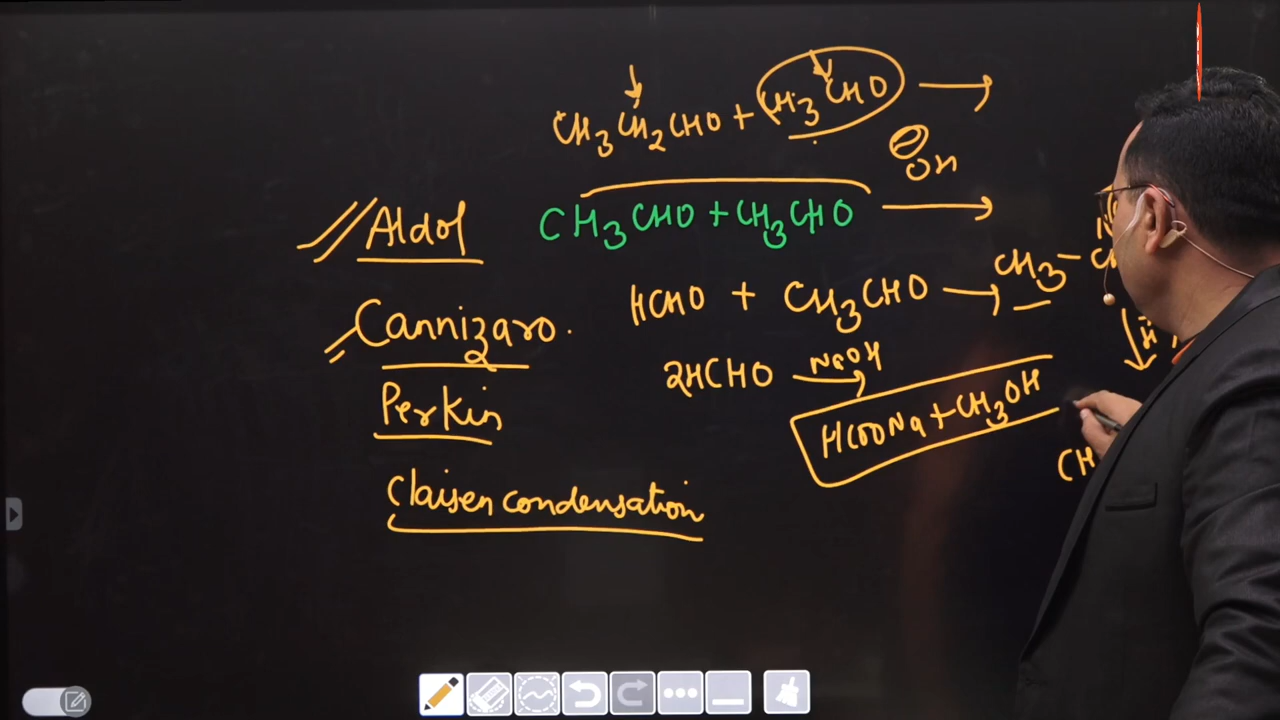 CH3CH2CHO + CH3CHO →
⊖OH
Aldol
CH3CHO + CH3CHO →
HCHO + CH3CHO → CH3-
Cannizaro.
2HCHO NaOH →
Perkin
HCOONa + CH3OH
Claisen condensation